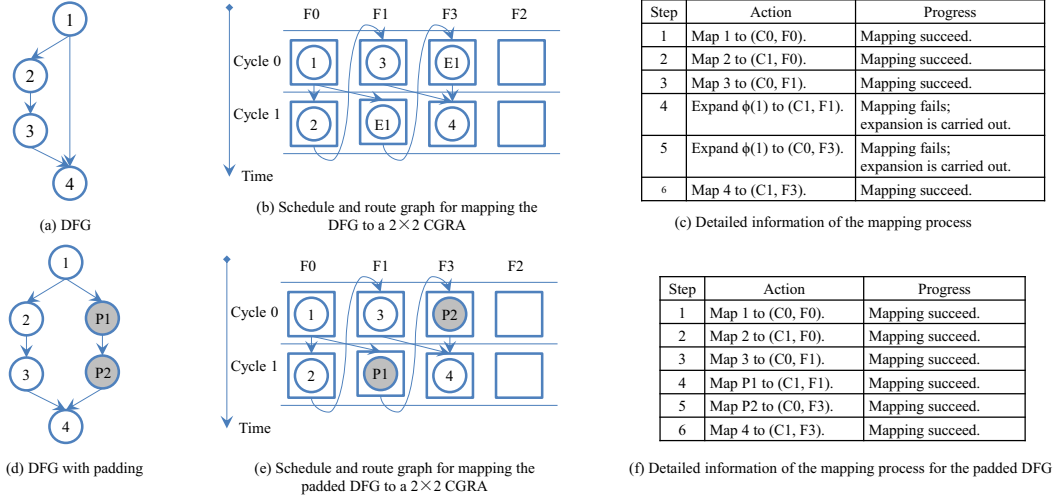 1
2
3
4
(a) DFG
F0 F1 F3 F2
Cycle 0
1 3 E1
Cycle 1
2 E1 4
Time
(b) Schedule and route graph for mapping the
DFG to a 2×2 CGRA
Step Action Progress
1 Map 1 to (C0, F0). Mapping succeed.
2 Map 2 to (C1, F0). Mapping succeed.
3 Map 3 to (C0, F1). Mapping succeed.
4 Expand ϕ(1) to (C1, F1). Mapping fails;
expansion is carried out.
5 Expand ϕ(1) to (C0, F3). Mapping fails;
expansion is carried out.
6 Map 4 to (C1, F3). Mapping succeed.
(c) Detailed information of the mapping process
1
2 P1
3 P2
4
(d) DFG with padding
F0 F1 F3 F2
Cycle 0
1 3 P2
Cycle 1
2 P1 4
Time
(e) Schedule and route graph for mapping the
padded DFG to a 2×2 CGRA
Step Action Progress
1 Map 1 to (C0, F0). Mapping succeed.
2 Map 2 to (C1, F0). Mapping succeed.
3 Map 3 to (C0, F1). Mapping succeed.
4 Map P1 to (C1, F1). Mapping succeed.
5 Map P2 to (C0, F3). Mapping succeed.
6 Map 4 to (C1, F3). Mapping succeed.
(f) Detailed information of the mapping process for the padded DFG